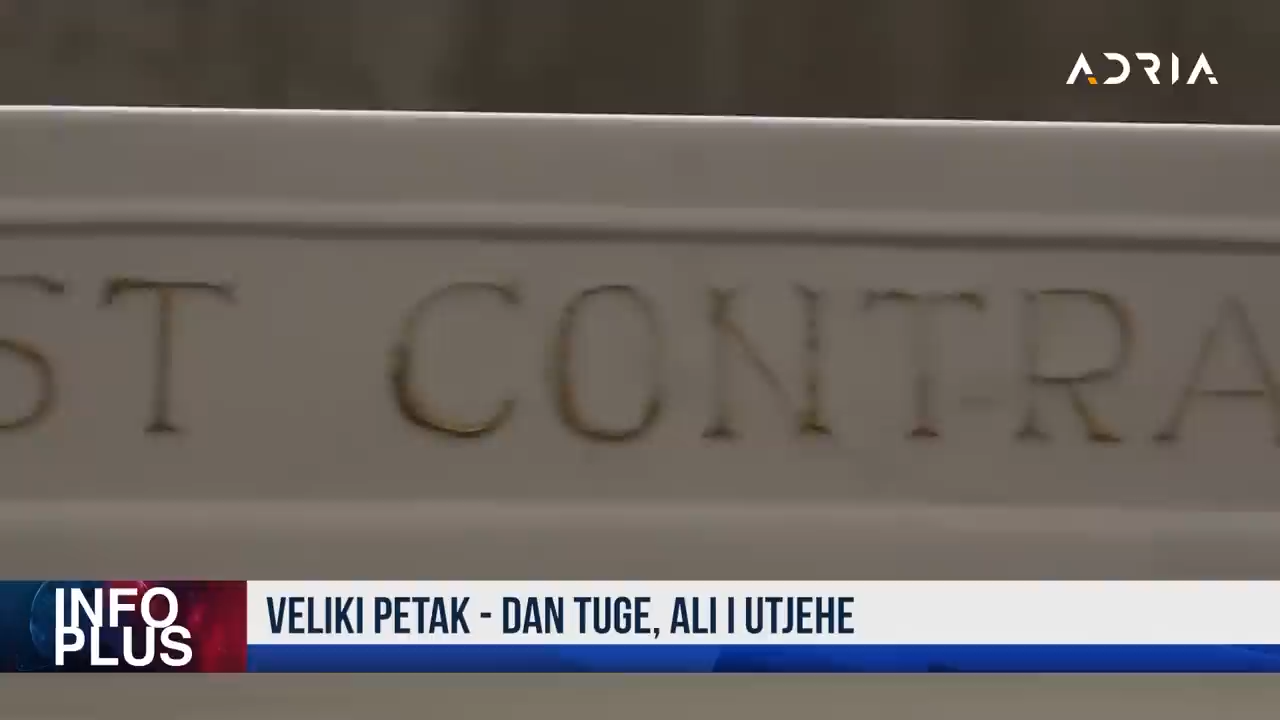 ADRIA
ST CONTRA
INFO
PLUS
VELIKI PETAK - DAN TUGE, ALI I UTJEHE